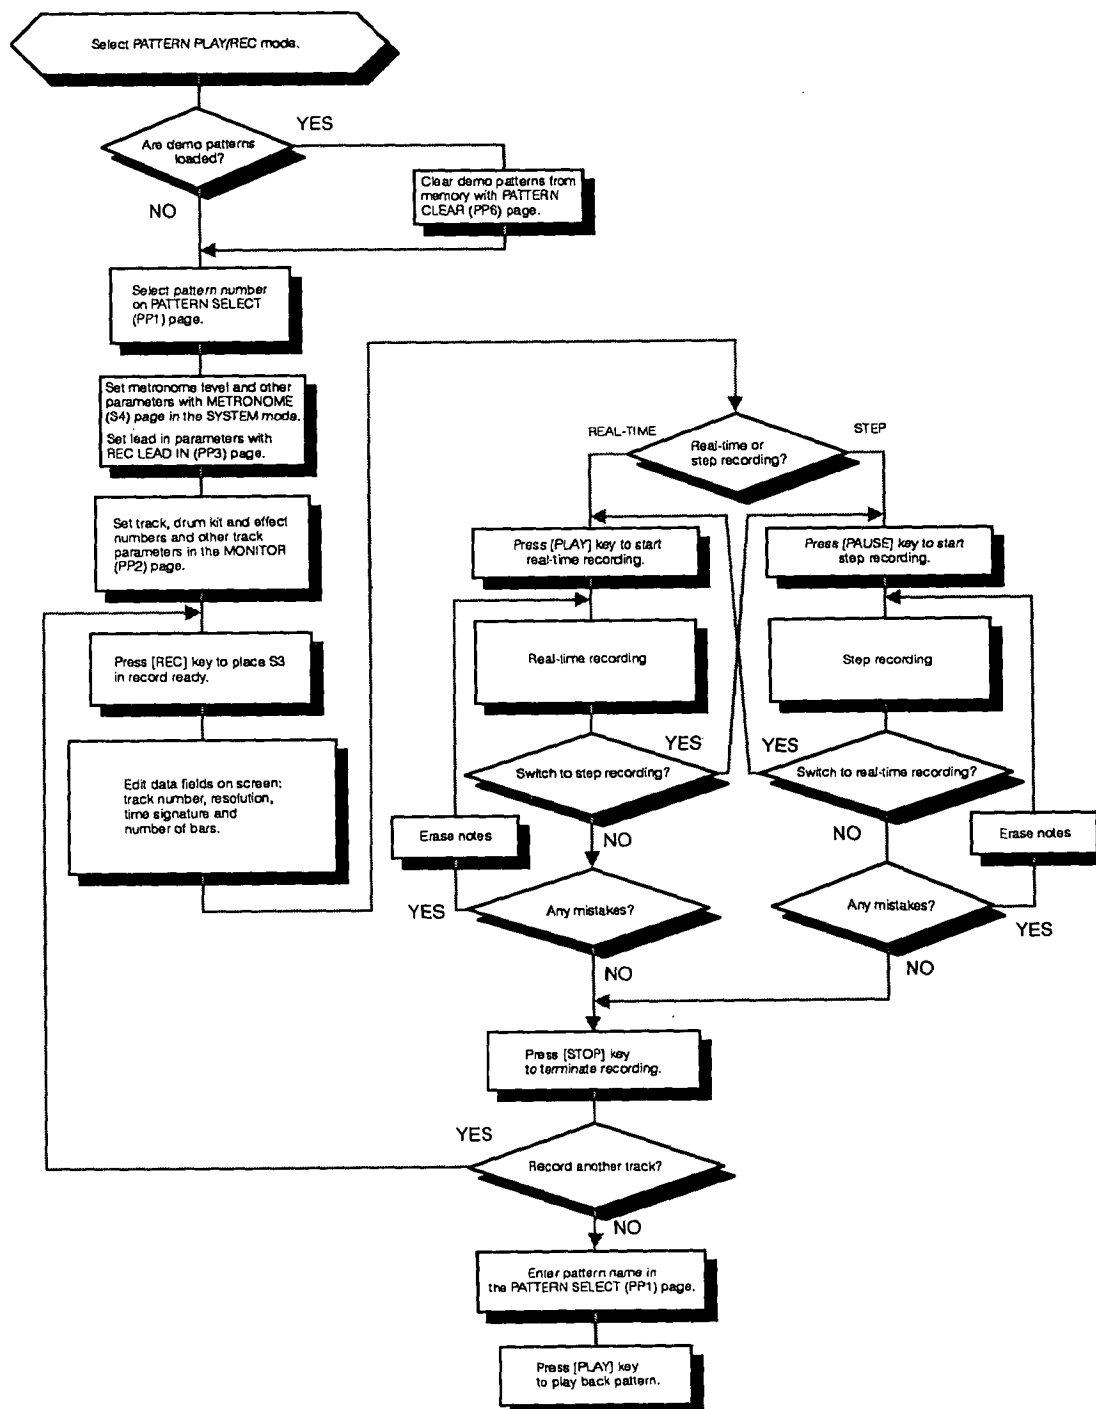 Select PATTERN PLAY/REC mode.
Are demo patterns
loaded?
YES
NO
Clear demo patterns from
memory with PATTERN
CLEAR (PP6) page.
Select pattern number
on PATTERN SELECT
(PP1) page.
Set metronome level and other
parameters with METRONOME
(S4) page in the SYSTEM mode.
Set lead in parameters with
REC LEAD IN (PP3) page.
Set track, drum kit and effect
numbers and other track
parameters in the MONITOR
(PP2) page.
Press [REC] key to place S3
in record ready.
Edit data fields on screen;
track number, resolution,
time signature and
number of bars.
REAL-TIME
STEP
Real-time or
step recording?
Press [PLAY] key to start
real-time recording.
Press [PAUSE] key to start
step recording.
Real-time recording
Step recording
YES
YES
Switch to step recording?
Switch to real-time recording?
NO
NO
Erase notes
Erase notes
YES
Any mistakes?
Any mistakes?
YES
NO
NO
Press [STOP] key
to terminate recording.
YES
Record another track?
NO
Enter pattern name in
the PATTERN SELECT (PP1) page.
Press [PLAY] key
to play back pattern.